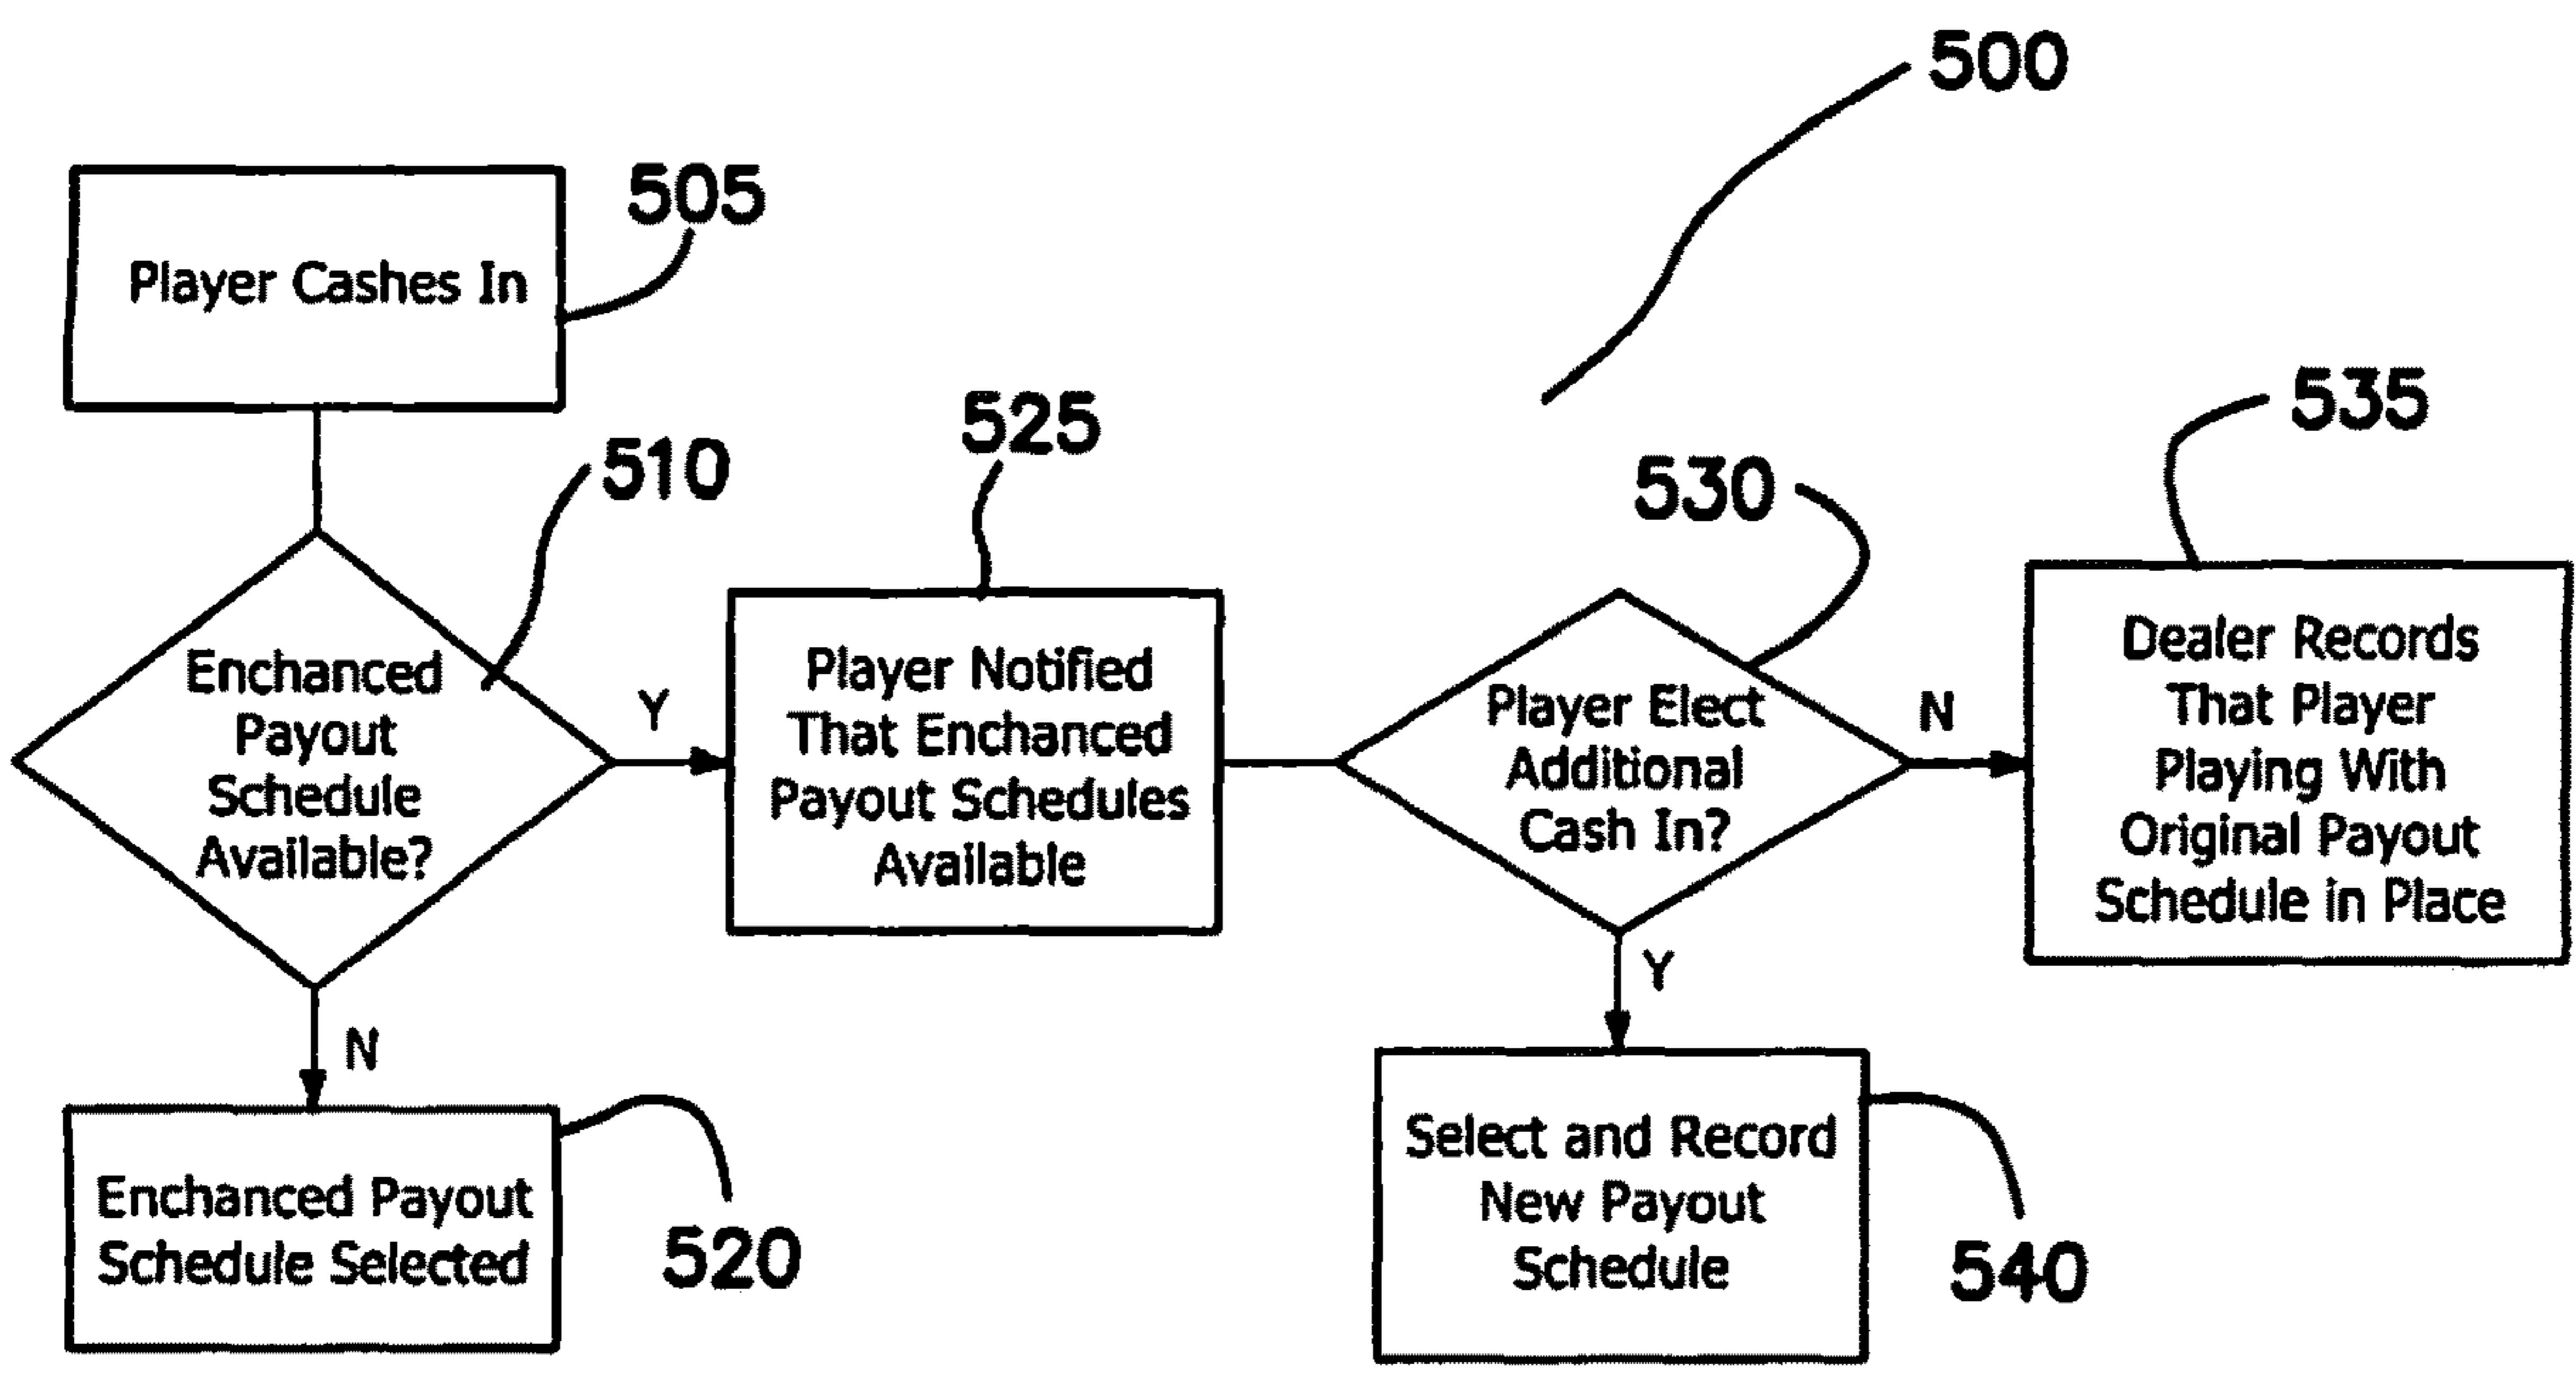 500
505
Player Cashes In
510
Enchanced
Payout
Schedule
Available?
Y
N
Enchanced Payout
Schedule Selected
520
525
Player Notified
That Enchanced
Payout Schedules
Available
530
Player Elect
Additional
Cash In?
N
Y
535
Dealer Records
That Player
Playing With
Original Payout
Schedule in Place
Select and Record
New Payout
Schedule
540